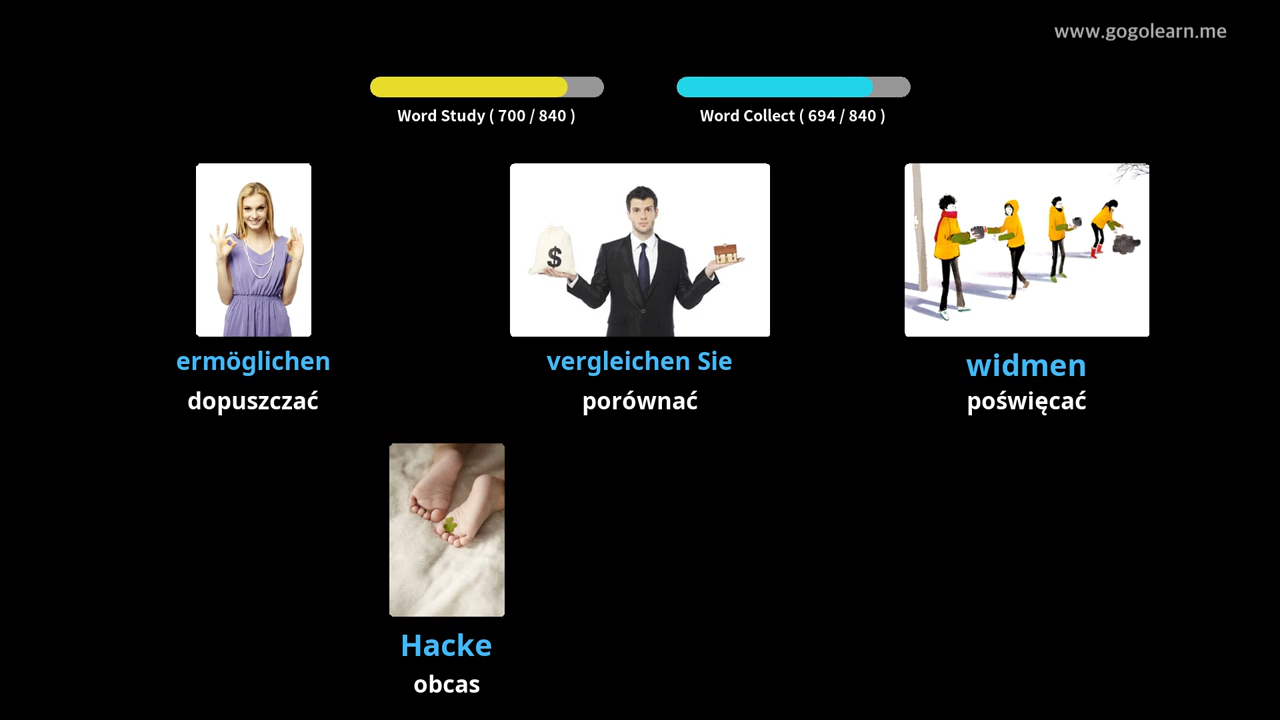 www.gogolearn.me
Word Study ( 700 / 840 )
Word Collect ( 694 / 840 )
$
ermöglichen
dopuszczać
vergleichen Sie
porównać
widmen
poświęcać
Hacke
obcas